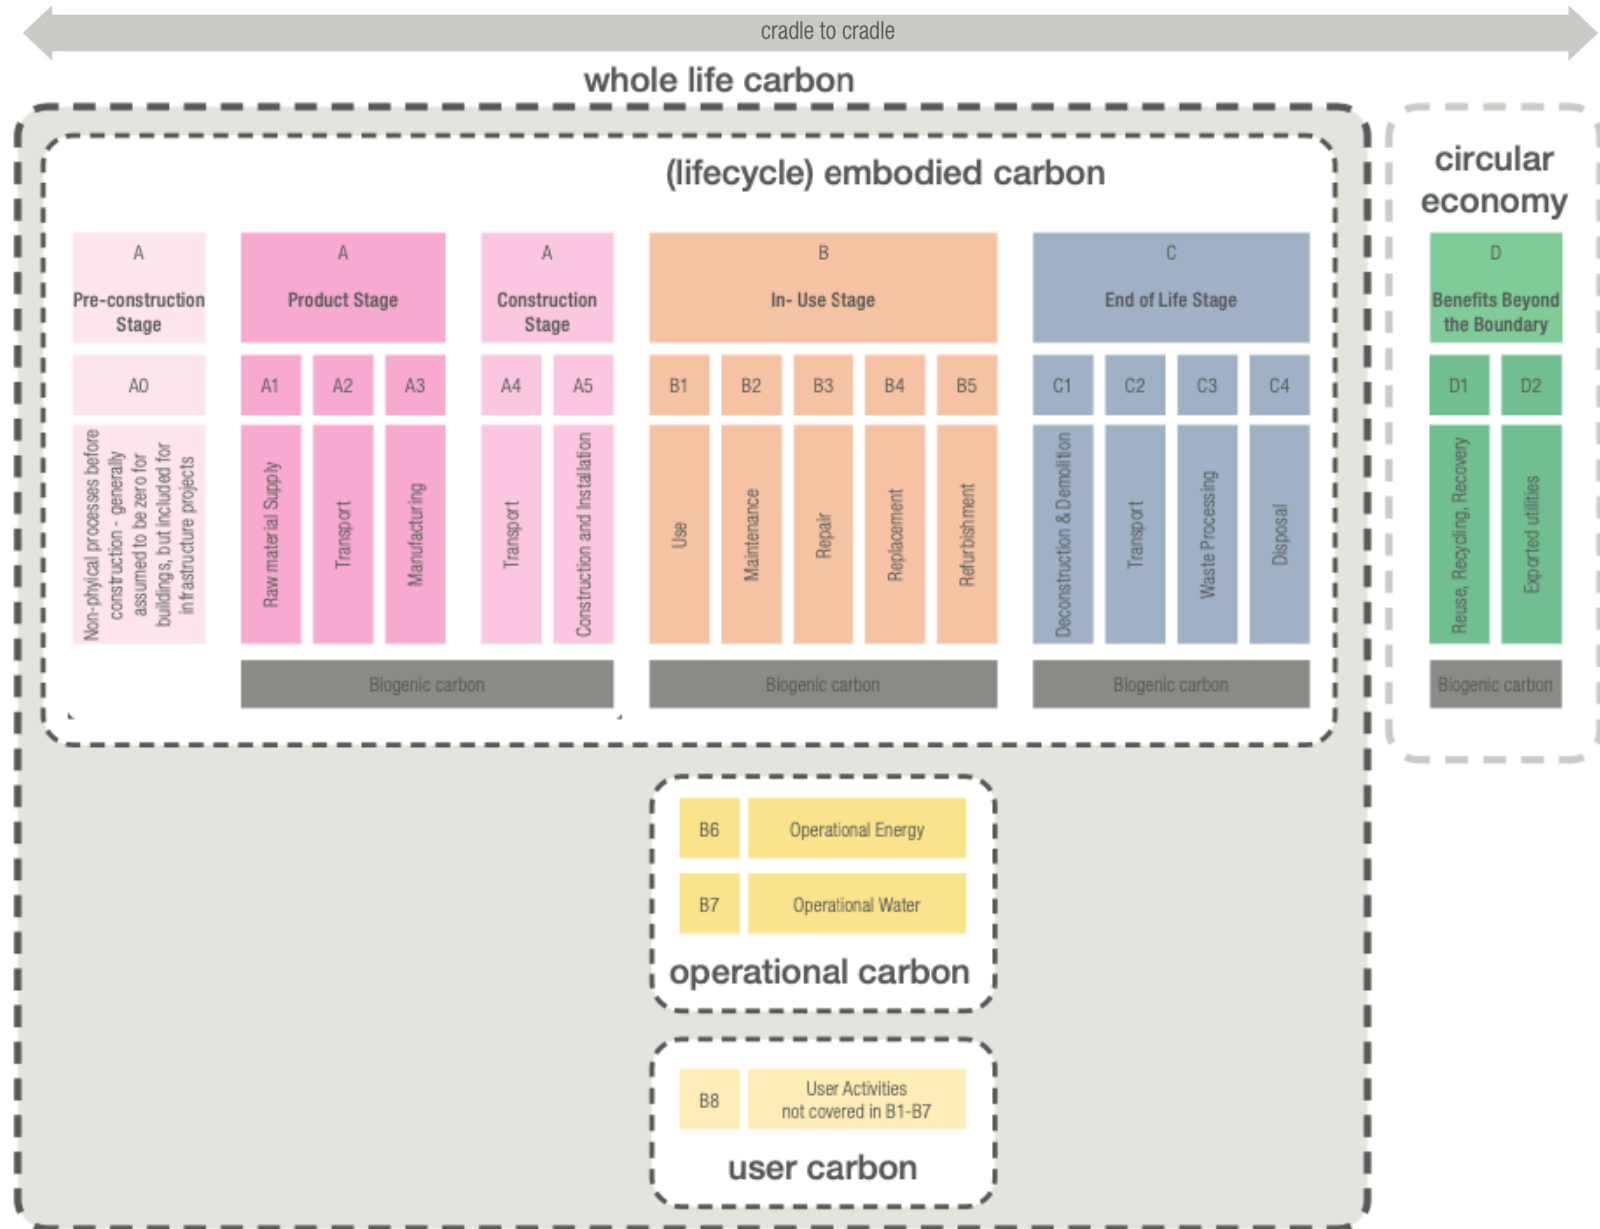 cradle to cradle
whole life carbon
(lifecycle) embodied carbon
circular
economy
A
Pre-construction
Stage
A
Product Stage
A
Construction
Stage
B
In- Use Stage
C
End of Life Stage
D
Benefits Beyond
the Boundary
A0
A1
A2
A3
A4
A5
B1
B2
B3
B4
B5
C1
C2
C3
C4
D1
D2
Non-phyical processes before
construction - generally
assumed to be zero for
buildings, but included for
infrastructure projects
Raw material Supply
Transport
Manufacturing
Transport
Construction and Installation
Use
Maintenance
Repair
Replacement
Refurbishment
Deconstruction & Demolition
Transport
Waste Processing
Disposal
Reuse, Recycling, Recovery
Exported utilities
Biogenic carbon
Biogenic carbon
Biogenic carbon
Biogenic carbon
B6
Operational Energy
B7
Operational Water
operational carbon
B8
User Activities
not covered in B1-B7
user carbon